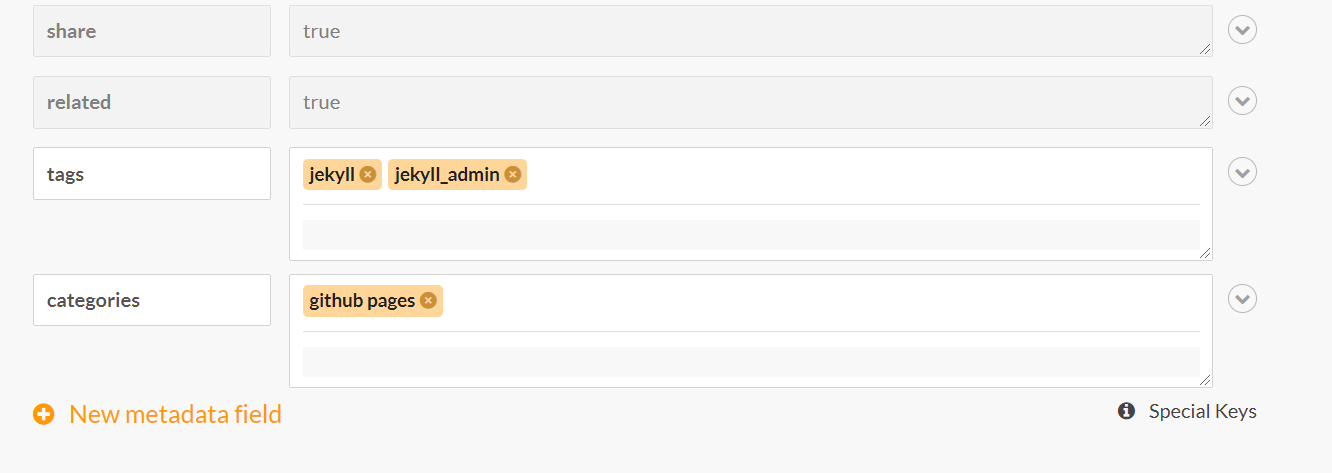 share true
related true
tags jekyll jekyll_admin
categories github pages
New metadata field Special Keys